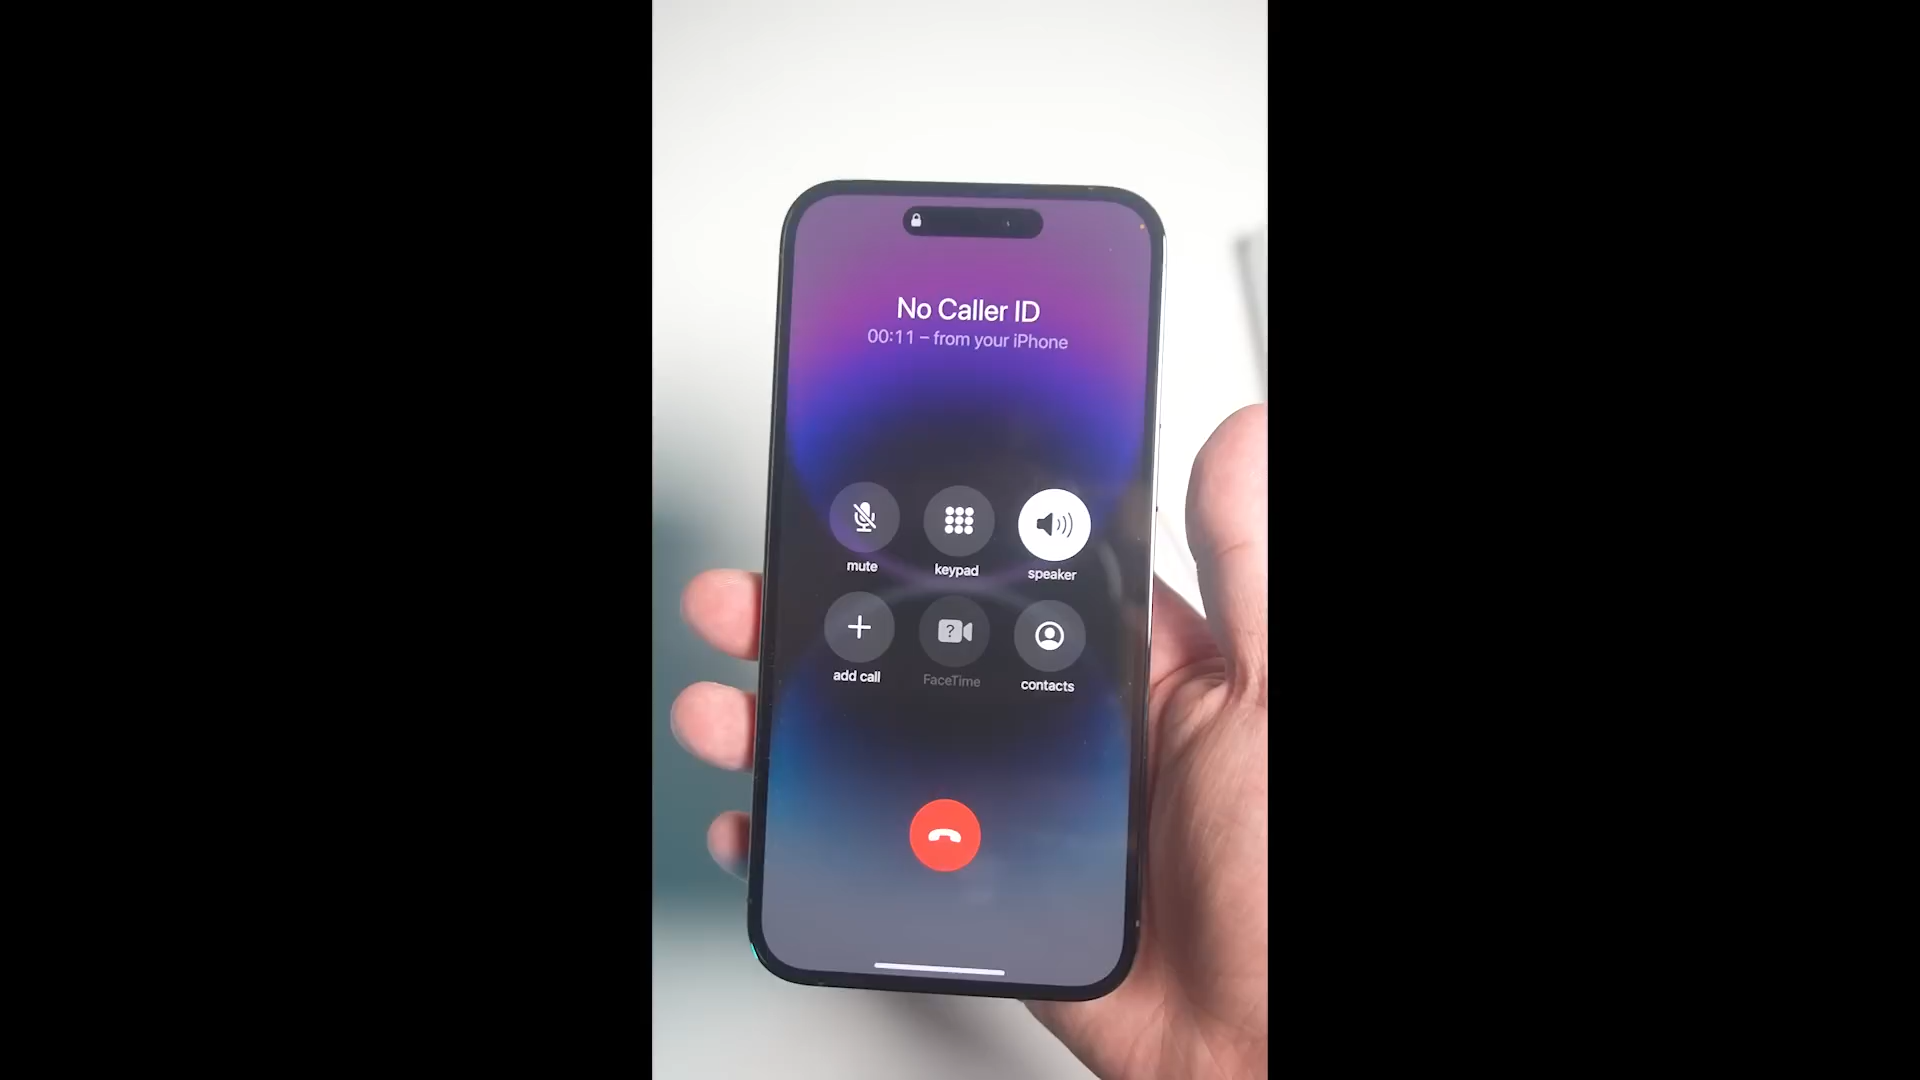 No Caller ID
00:11 – from your iPhone
mute
keypad
speaker
add call
?
FaceTime
contacts